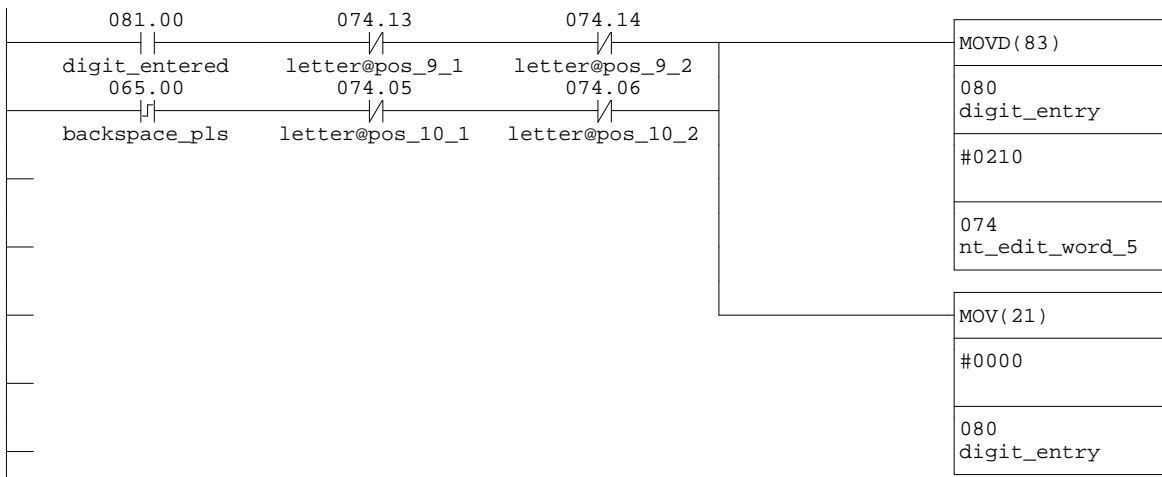 081.00 074.13 074.14
digit_entered letter@pos_9_1 letter@pos_9_2
065.00 074.05 074.06
backspace_pls letter@pos_10_1 letter@pos_10_2
MOVD(83)
080
digit_entry
#0210
074
nt_edit_word_5
MOV(21)
#0000
080
digit_entry